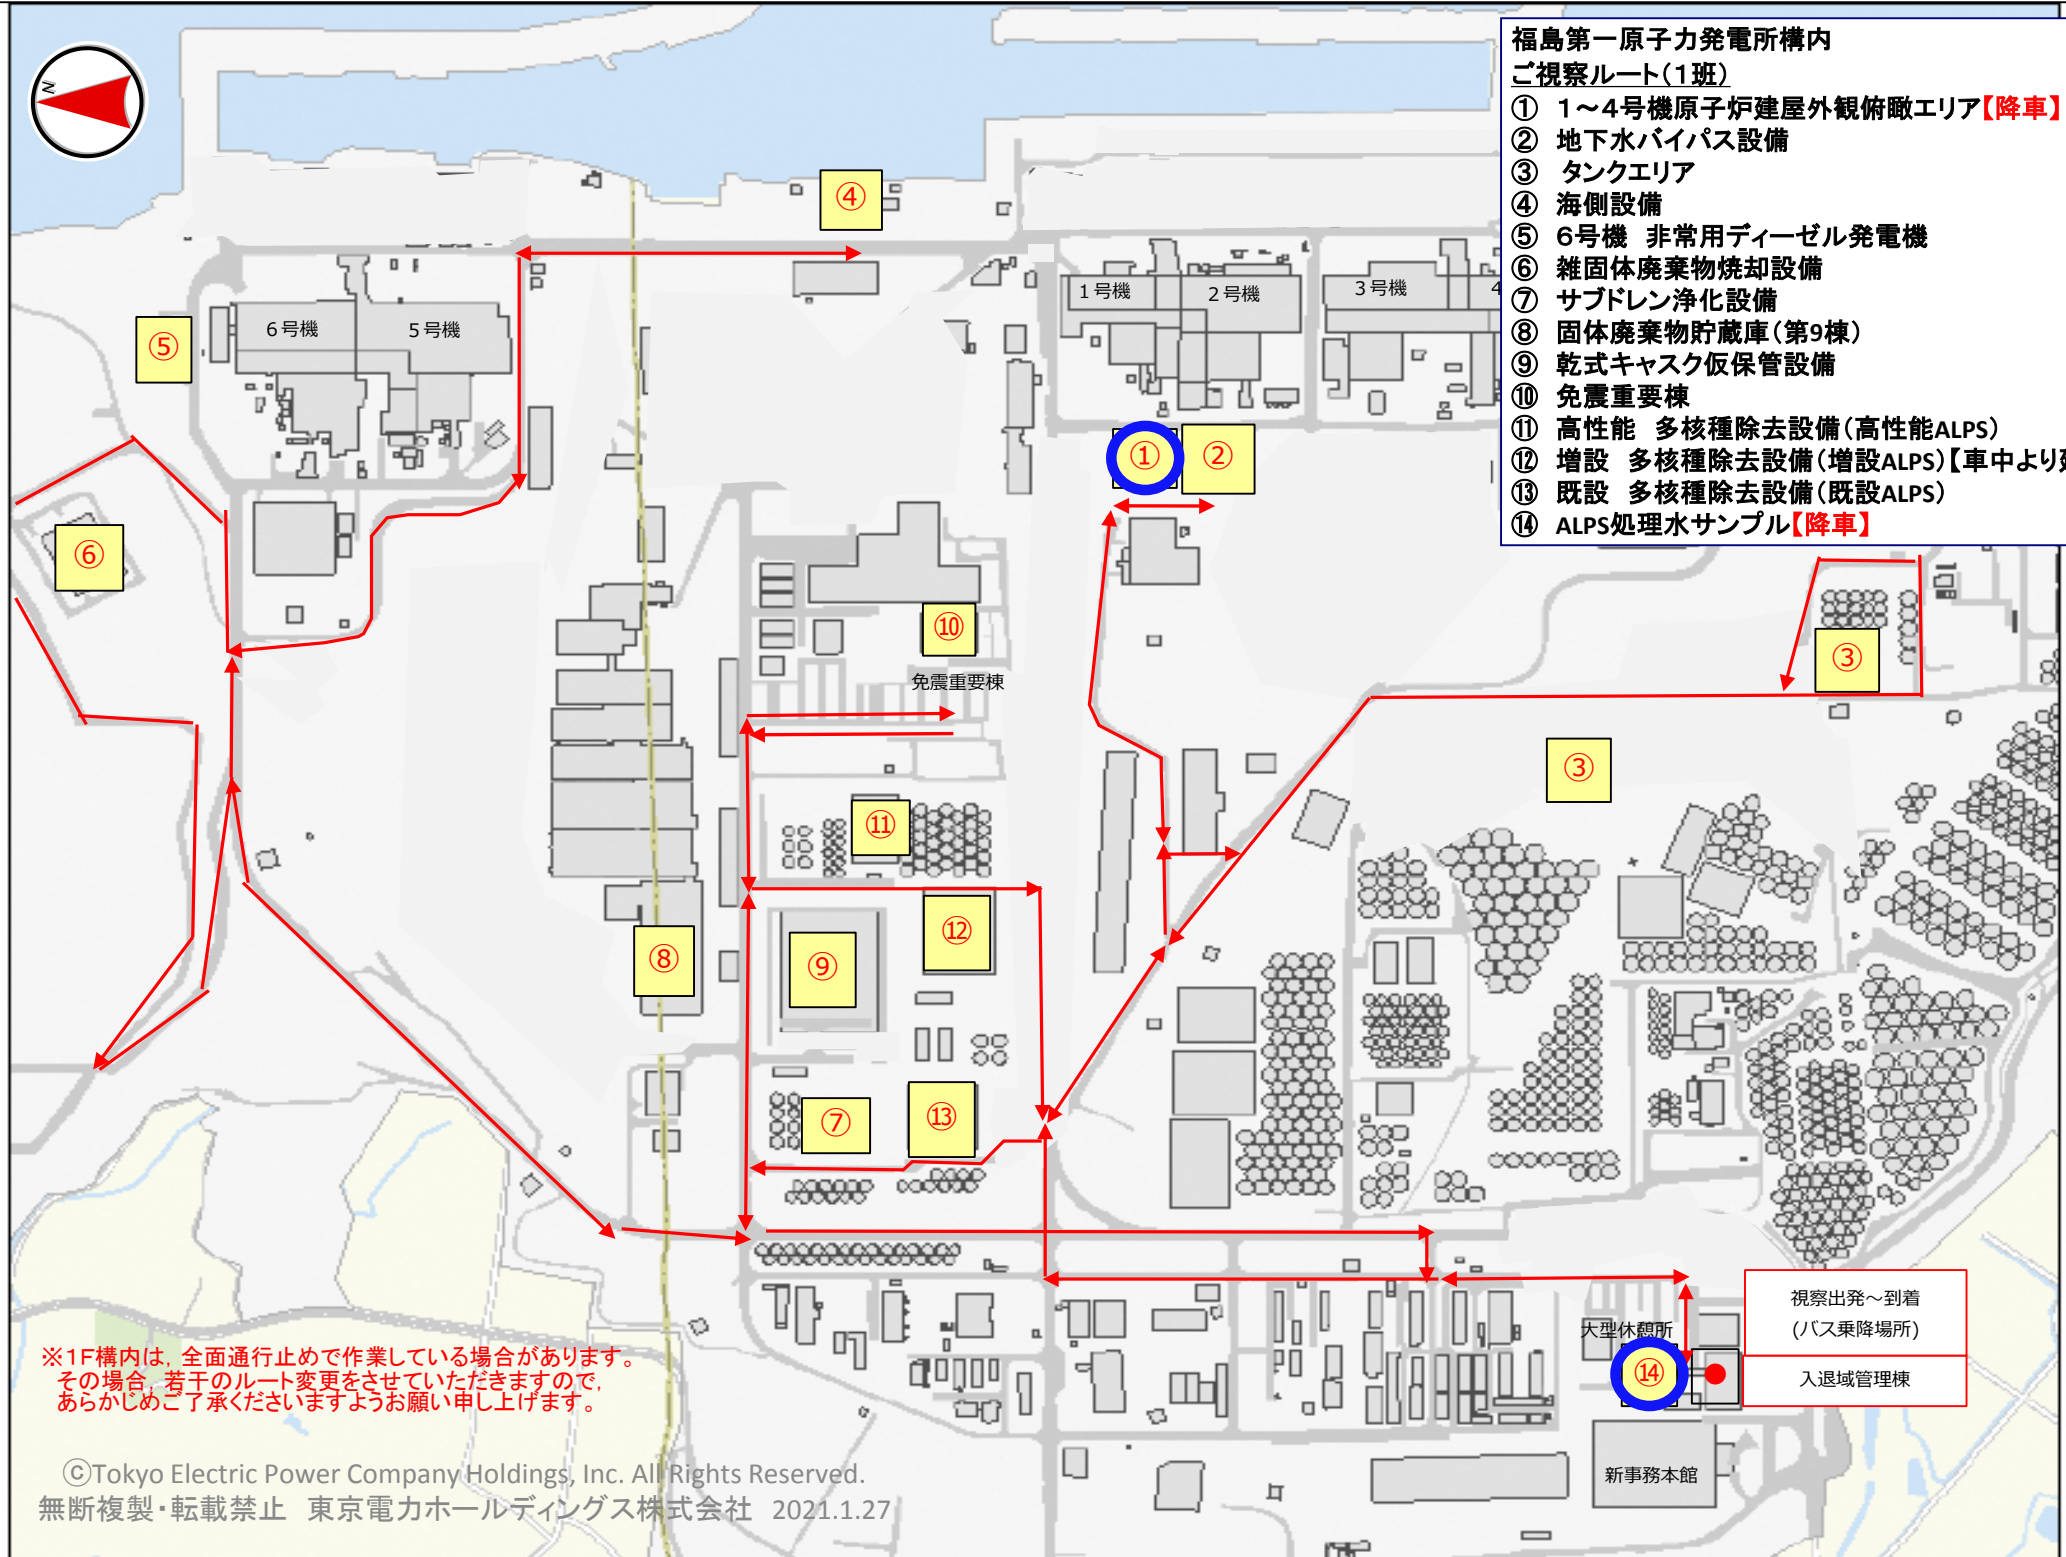 N
福島第一原子力発電所構内
ご視察ルート(1班)
① 1～4号機原子炉建屋外観俯瞰エリア【降車】
② 地下水バイパス設備
③ タンクエリア
④ 海側設備
⑤ 6号機 非常用ディーゼル発電機
⑥ 雑固体廃棄物焼却設備
⑦ サブドレン浄化設備
⑧ 固体廃棄物貯蔵庫(第9棟)
⑨ 乾式キャスク仮保管設備
⑩ 免震重要棟
⑪ 高性能 多核種除去設備(高性能ALPS)
⑫ 増設 多核種除去設備(増設ALPS)【車中より
⑬ 既設 多核種除去設備(既設ALPS)
⑭ ALPS処理水サンプル【降車】
④
1号機
2号機
3号機
4
6号機
5号機
⑤
①
②
⑥
⑩
③
免震重要棟
③
⑪
⑫
⑧
⑨
⑦
⑬
視察出発～到着
(バス乗降場所)
大型休憩所
⑭
入退域管理棟
※1F構内は、全面通行止めで作業している場合があります。
その場合、若干のルート変更をさせていただきますので、
あらかじめご了承くださいますようお願い申し上げます。
新事務本館
©Tokyo Electric Power Company Holdings, Inc. All Rights Reserved.
無断複製・転載禁止 東京電力ホールディングス株式会社 2021.1.27